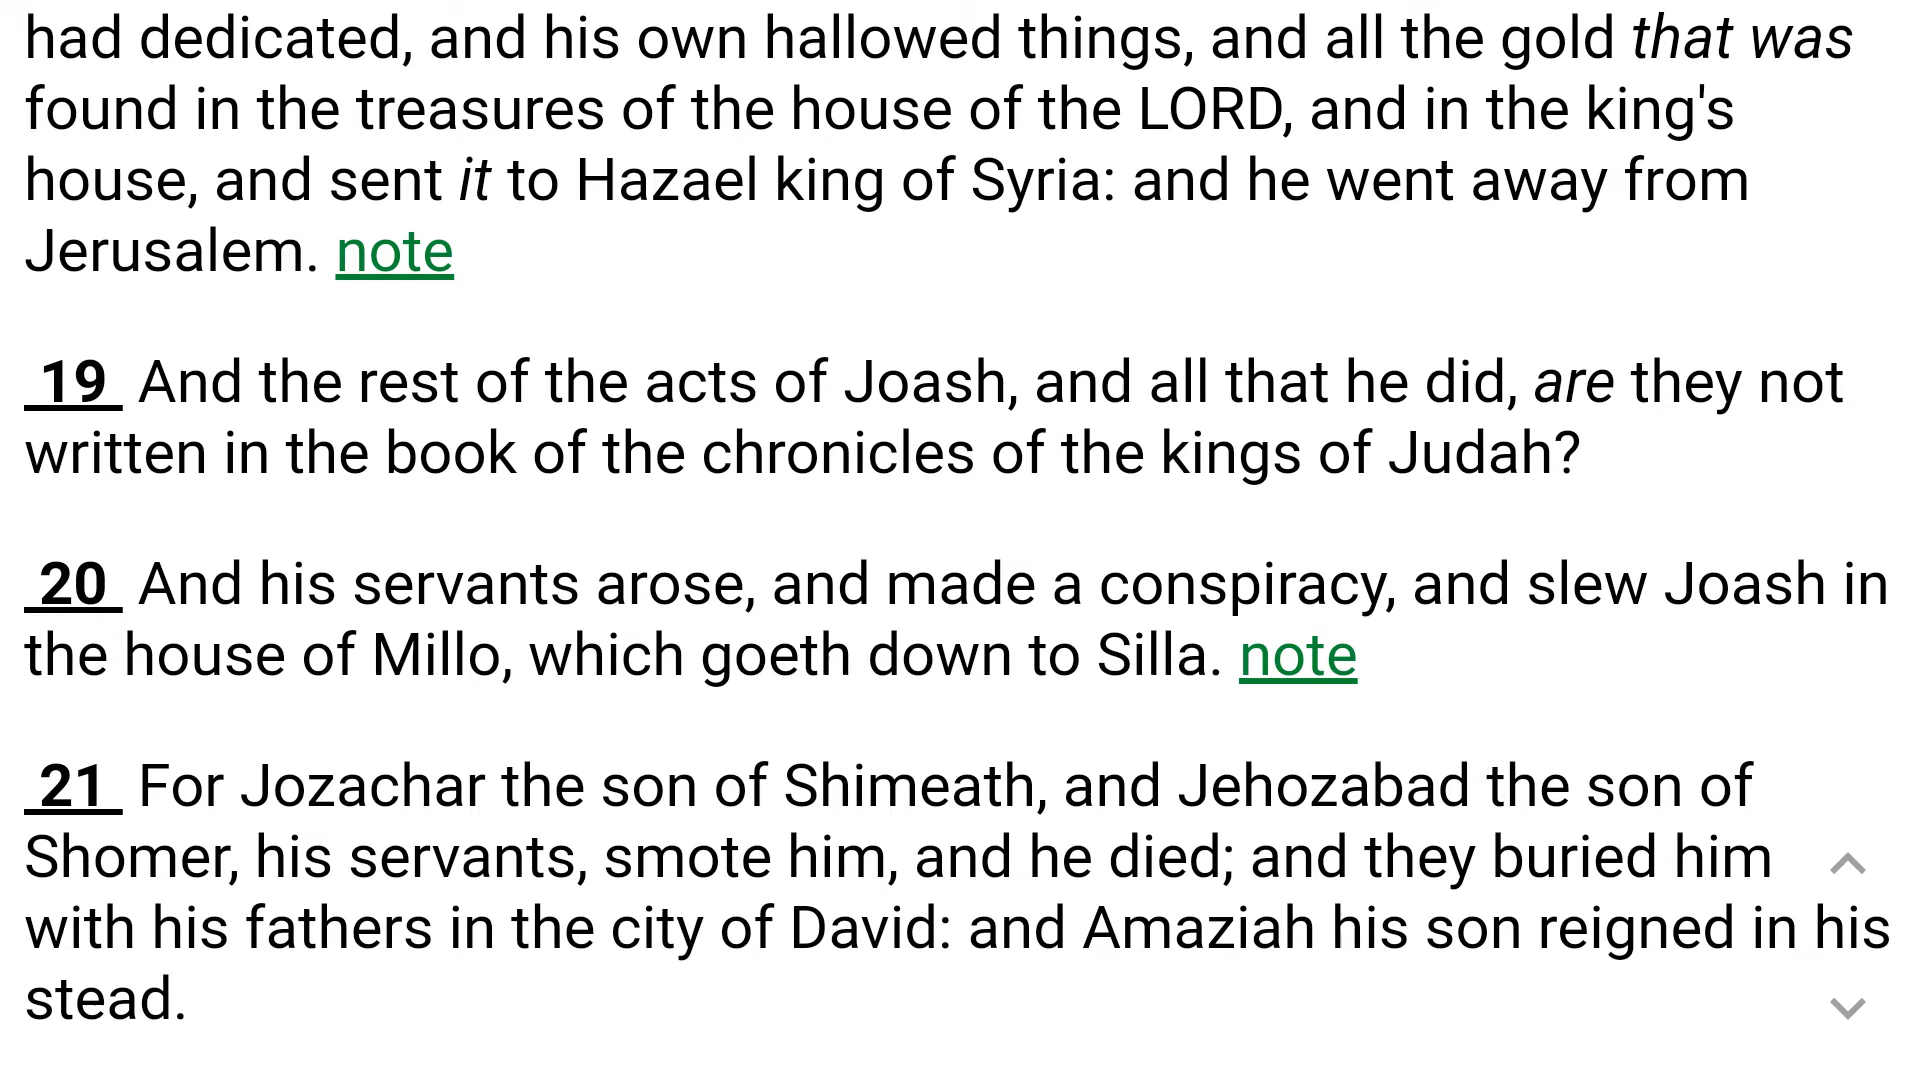 had dedicated, and his own hallowed things, and all the gold that was
found in the treasures of the house of the LORD, and in the king's
house, and sent it to Hazael king of Syria: and he went away from
Jerusalem. note
19 And the rest of the acts of Joash, and all that he did, are they not
written in the book of the chronicles of the kings of Judah?
20 And his servants arose, and made a conspiracy, and slew Joash in
the house of Millo, which goeth down to Silla. note
21 For Jozachar the son of Shimeath, and Jehozabad the son of
Shomer, his servants, smote him, and he died; and they buried him
with his fathers in the city of David: and Amaziah his son reigned in his
stead.